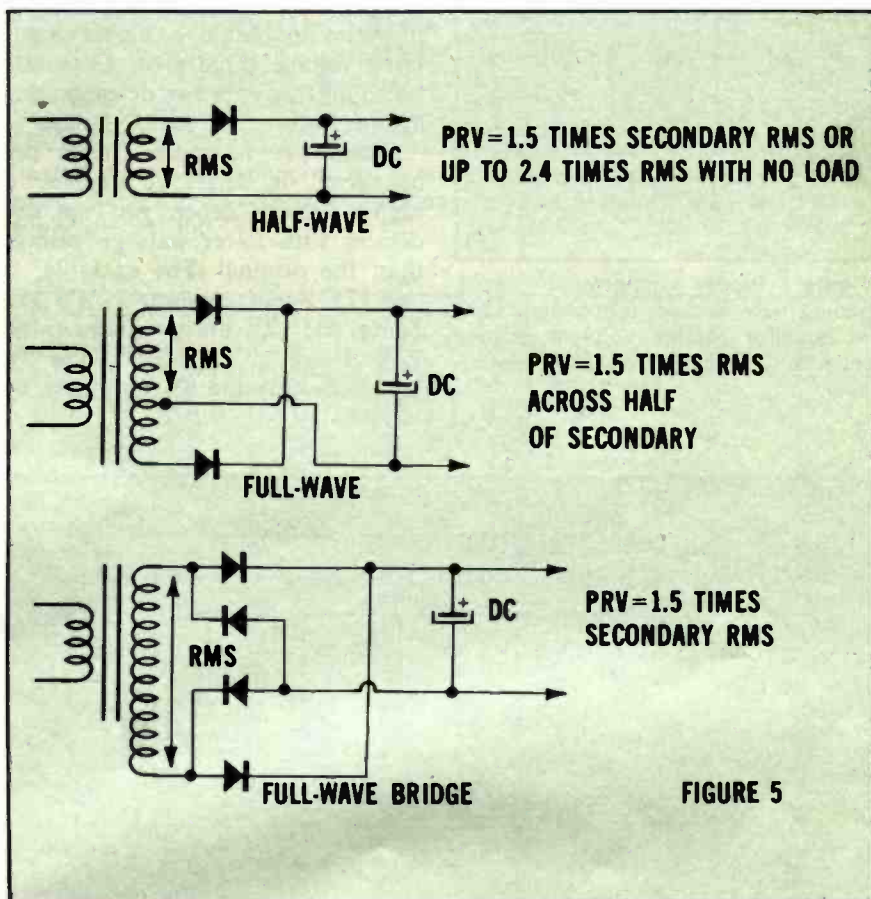 PRV=1.5 TIMES SECONDARY RMS OR
UP TO 2.4 TIMES RMS WITH NO LOAD
RMS
+
DC
HALF-WAVE
RMS
+
DC
PRV=1.5 TIMES RMS
ACROSS HALF
OF SECONDARY
FULL-WAVE
RMS
+
DC
PRV=1.5 TIMES
SECONDARY RMS
FULL-WAVE BRIDGE
FIGURE 5